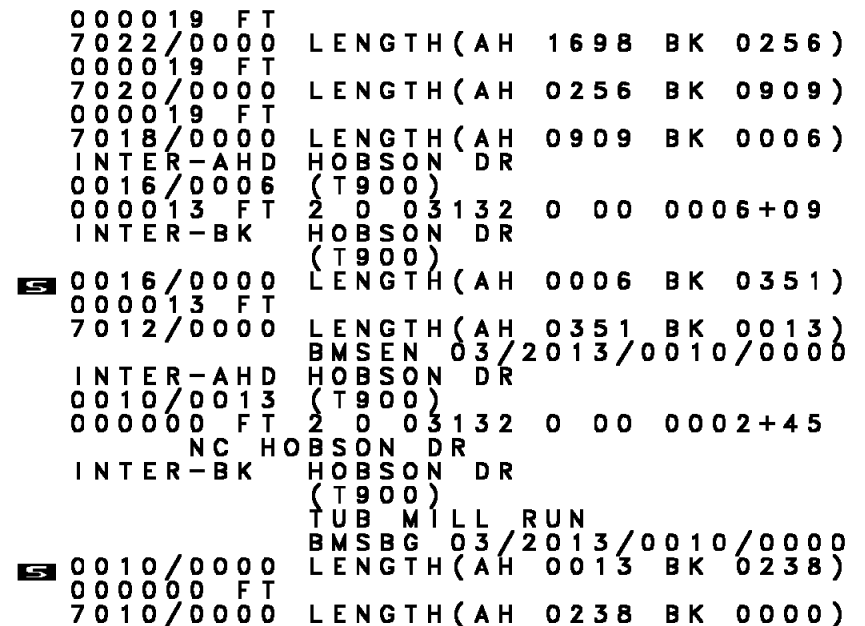 000019 FT
7022/0000 LENGTH(AH 1698 BK 0256)
000019 FT
7020/0000 LENGTH(AH 0256 BK 0909)
000019 FT
7018/0000 LENGTH(AH 0909 BK 0006)
INTER-AHD HOBSON DR
0016/0006 (T900)
000013 FT 2 0 03132 0 00 0006+09
INTER-BK HOBSON DR
(T900)
S 0016/0000 LENGTH(AH 0006 BK 0351)
000013 FT
7012/0000 LENGTH(AH 0351 BK 0013)
BMSEN 03/2013/0010/0000
INTER-AHD HOBSON DR
0010/0013 (T900)
000000 FT 2 0 03132 0 00 0002+45
NC HOBSON DR
INTER-BK HOBSON DR
(T900)
TUB MILL RUN
BMSBG 03/2013/0010/0000
S 0010/0000 LENGTH(AH 0013 BK 0238)
000000 FT
7010/0000 LENGTH(AH 0238 BK 0000)